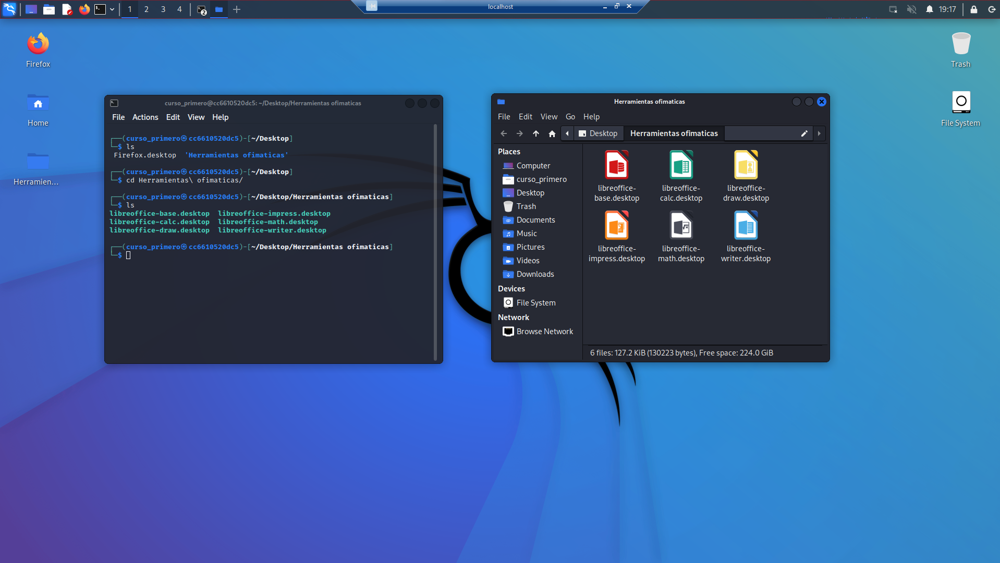 1 2 3 4
2
localhost
19:17
Firefox
Home
Herramien...
Trash
File System
curso_primero@cc6610520dc5: ~/Desktop/Herramientas ofimaticas
File Actions Edit View Help
┌──(curso_primero㉿cc6610520dc5)-[~/Desktop]
└─$ ls
Firefox.desktop 'Herramientas ofimaticas'
┌──(curso_primero㉿cc6610520dc5)-[~/Desktop]
└─$ cd Herramientas\ ofimaticas/
┌──(curso_primero㉿cc6610520dc5)-[~/Desktop/Herramientas ofimaticas]
└─$ ls
libreoffice-base.desktop libreoffice-impress.desktop
libreoffice-calc.desktop libreoffice-math.desktop
libreoffice-draw.desktop libreoffice-writer.desktop
┌──(curso_primero㉿cc6610520dc5)-[~/Desktop/Herramientas ofimaticas]
└─$
Herramientas ofimaticas
File Edit View Go Help
Desktop Herramientas ofimaticas
Places
Computer
curso_primero
Desktop
Trash
Documents
Music
Pictures
Videos
Downloads
Devices
File System
Network
Browse Network
libreoffice-
base.desktop
libreoffice-
calc.desktop
libreoffice-
draw.desktop
libreoffice-
impress.desktop
libreoffice-
math.desktop
libreoffice-
writer.desktop
6 files: 127.2 KiB (130223 bytes), Free space: 224.0 GiB